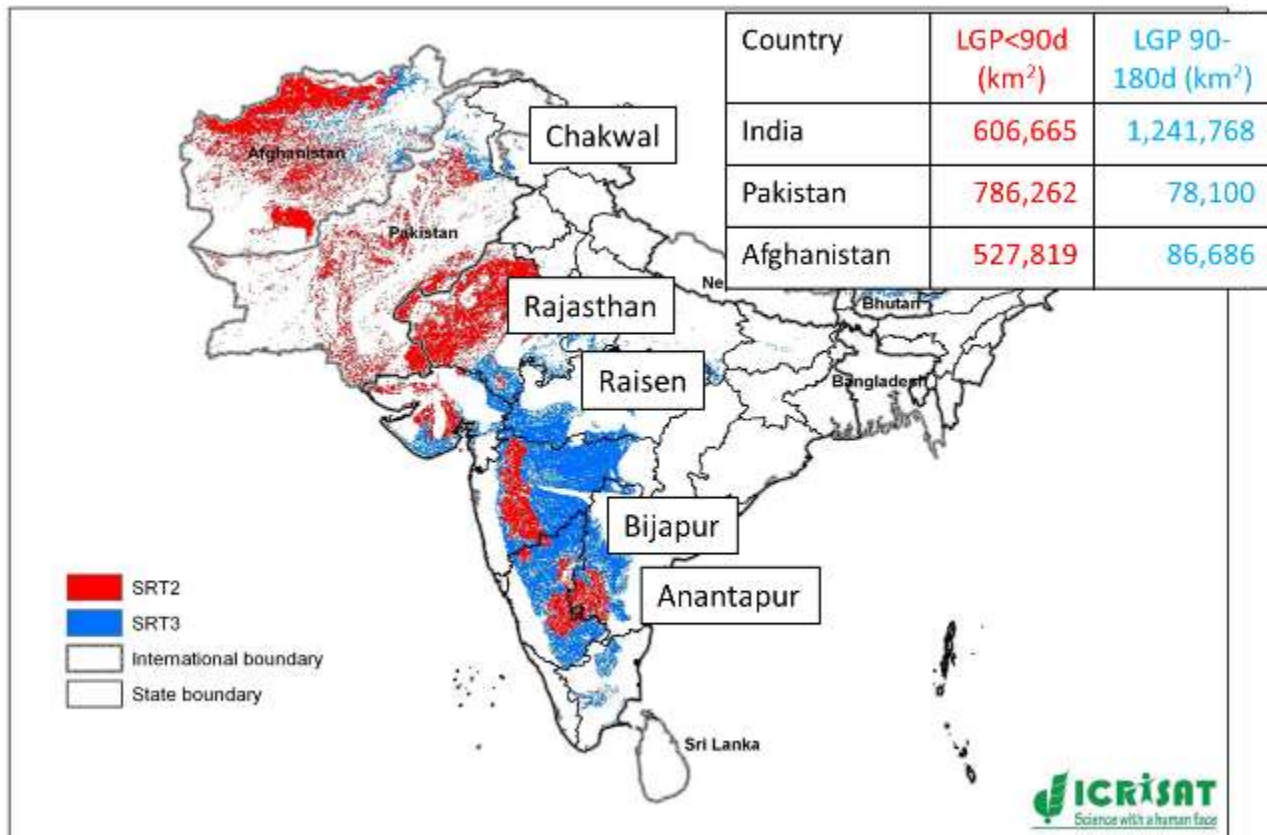 Country LGP<90d (km²) LGP 90-180d (km²)
India 606,665 1,241,768
Pakistan 786,262 78,100
Afghanistan 527,819 86,686
Chakwal
Afghanistan
Pakistan
Ne
Bhutan
Rajasthan
Raisen
Bangladesh
Bijapur
Anantapur
SRT2
SRT3
International boundary
State boundary
Sri Lanka
ICRISAT
Science with a human face